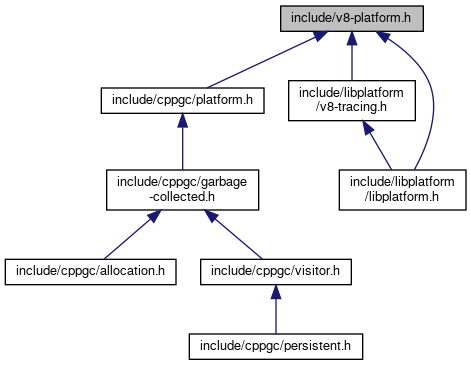 include/v8-platform.h
include/cppgc/platform.h
include/libplatform
/v8-tracing.h
include/cppgc/garbage
-collected.h
include/libplatform
/libplatform.h
include/cppgc/allocation.h
include/cppgc/visitor.h
include/cppgc/persistent.h